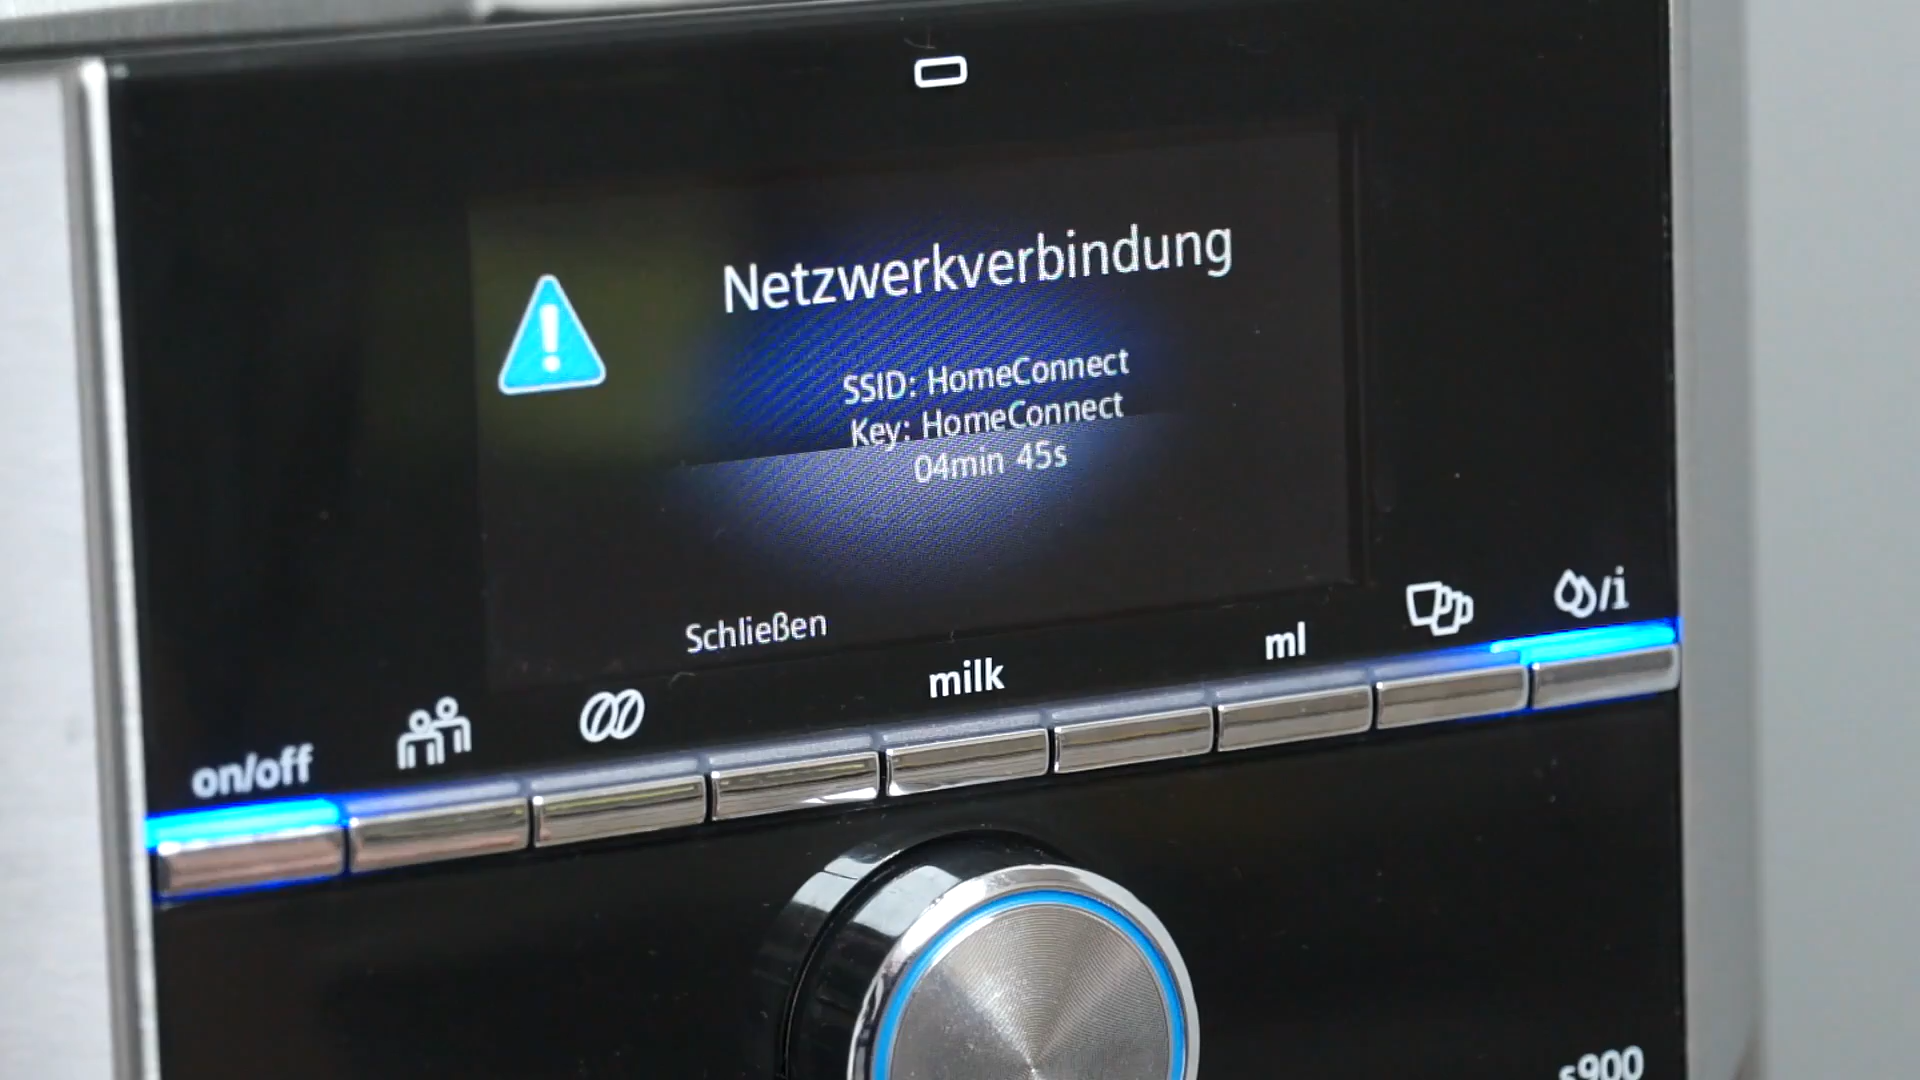 Netzwerkverbindung
SSID: HomeConnect
Key: HomeConnect
04min 45s
Schließen
on/off
milk
ml
/i
s900